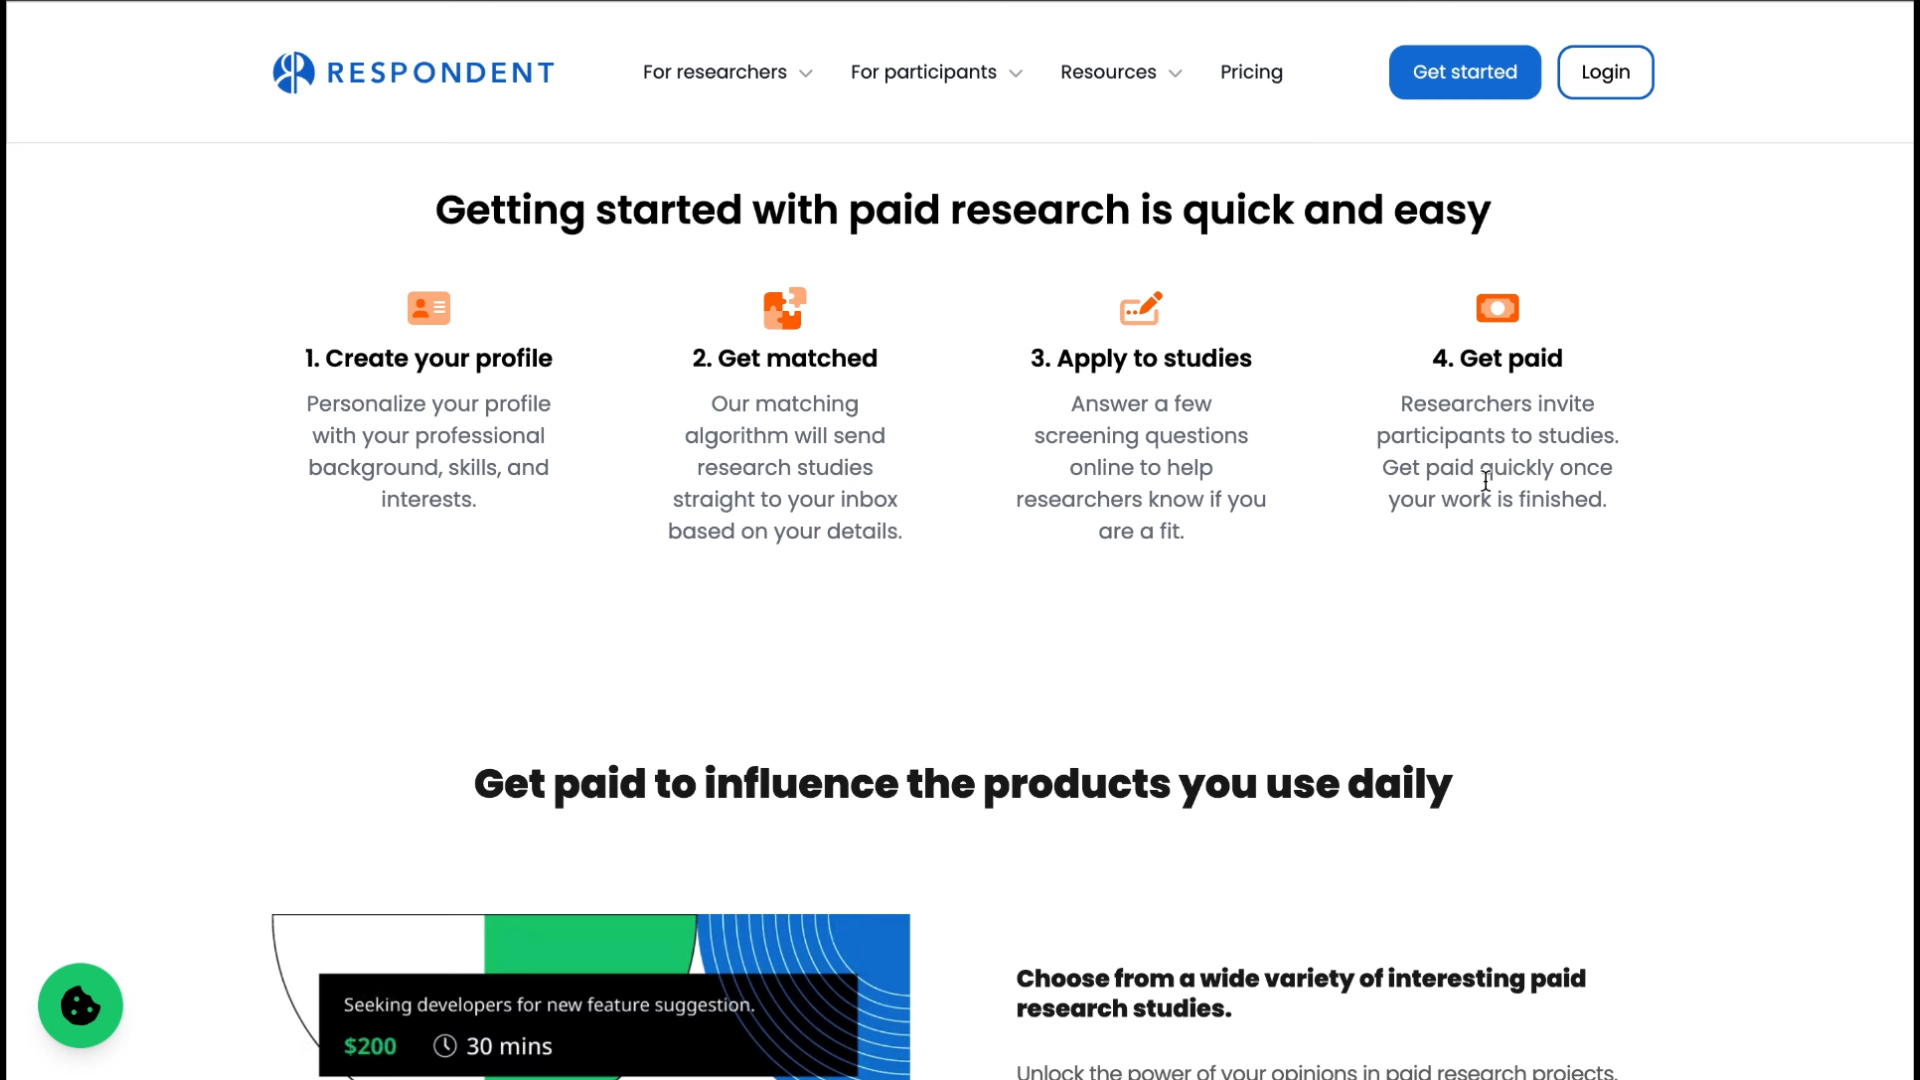 RESPONDENT
For researchers
For participants
Resources
Pricing
Get started
Login
Getting started with paid research is quick and easy
1. Create your profile
Personalize your profile
with your professional
background, skills, and
interests.
2. Get matched
Our matching
algorithm will send
research studies
straight to your inbox
based on your details.
3. Apply to studies
Answer a few
screening questions
online to help
researchers know if you
are a fit.
4. Get paid
Researchers invite
participants to studies.
Get paid quickly once
your work is finished.
Get paid to influence the products you use daily
Seeking developers for new feature suggestion.
$200
30 mins
Choose from a wide variety of interesting paid
research studies.
Unlock the power of your opinions in paid research projects.